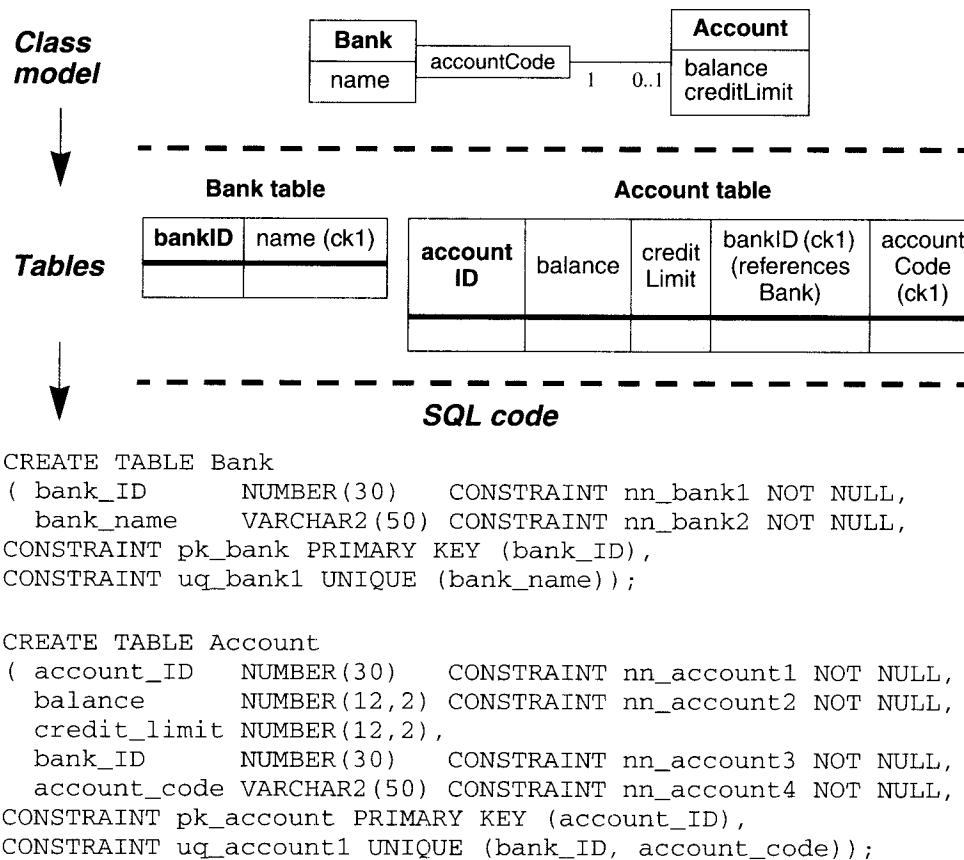 Class
model
Bank
name
accountCode
1
0..1
Account
balance
creditLimit
Bank table
Account table
Tables
bankID
name (ck1)
account
ID
balance
credit
Limit
bankID (ck1)
(references
Bank)
account
Code
(ck1)
SQL code
CREATE TABLE Bank
( bank_ID NUMBER(30) CONSTRAINT nn_bank1 NOT NULL,
bank_name VARCHAR2(50) CONSTRAINT nn_bank2 NOT NULL,
CONSTRAINT pk_bank PRIMARY KEY (bank_ID),
CONSTRAINT uq_bank1 UNIQUE (bank_name));
CREATE TABLE Account
( account_ID NUMBER(30) CONSTRAINT nn_account1 NOT NULL,
balance NUMBER(12,2) CONSTRAINT nn_account2 NOT NULL,
credit_limit NUMBER(12,2),
bank_ID NUMBER(30) CONSTRAINT nn_account3 NOT NULL,
account_code VARCHAR2(50) CONSTRAINT nn_account4 NOT NULL,
CONSTRAINT pk_account PRIMARY KEY (account_ID),
CONSTRAINT uq_account1 UNIQUE (bank_ID, account_code));